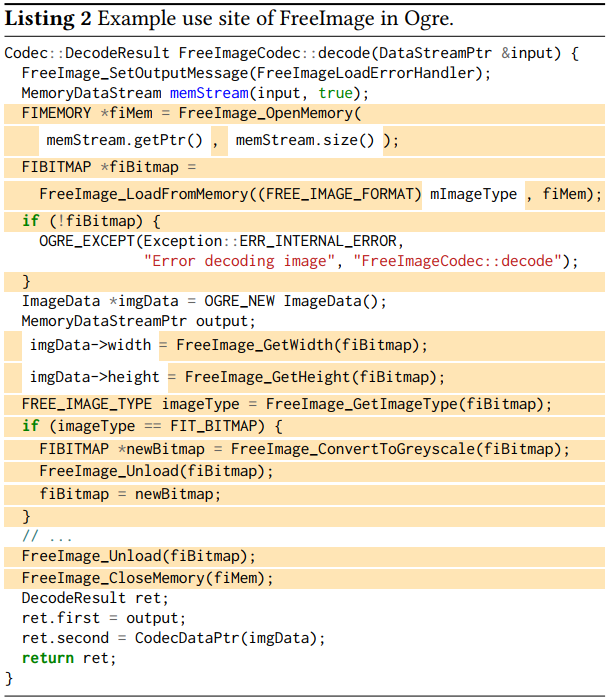 Listing 2 Example use site of FreeImage in Ogre.
Codec::DecodeResult FreeImageCodec::decode(DataStreamPtr &input) {
FreeImage_SetOutputMessage(FreeImageLoadErrorHandler);
MemoryDataStream memStream(input, true);
FIMEMORY *fiMem = FreeImage_OpenMemory(
memStream.getPtr() , memStream.size() );
FIBITMAP *fiBitmap =
FreeImage_LoadFromMemory((FREE_IMAGE_FORMAT) mImageType , fiMem);
if (!fiBitmap) {
OGRE_EXCEPT(Exception::ERR_INTERNAL_ERROR,
"Error decoding image", "FreeImageCodec::decode");
}
ImageData *imgData = OGRE_NEW ImageData();
MemoryDataStreamPtr output;
imgData->width = FreeImage_GetWidth(fiBitmap);
imgData->height = FreeImage_GetHeight(fiBitmap);
FREE_IMAGE_TYPE imageType = FreeImage_GetImageType(fiBitmap);
if (imageType == FIT_BITMAP) {
FIBITMAP *newBitmap = FreeImage_ConvertToGreyscale(fiBitmap);
FreeImage_Unload(fiBitmap);
fiBitmap = newBitmap;
}
// ...
FreeImage_Unload(fiBitmap);
FreeImage_CloseMemory(fiMem);
DecodeResult ret;
ret.first = output;
ret.second = CodecDataPtr(imgData);
return ret;
}